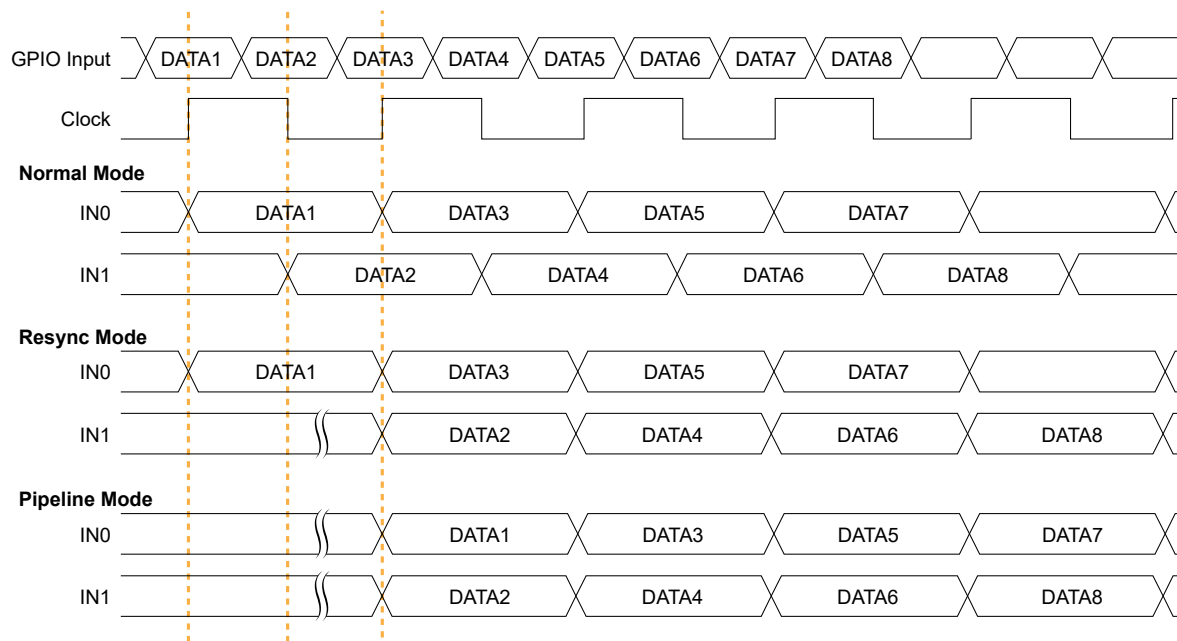 GPIO Input DATA1 DATA2 DATA3 DATA4 DATA5 DATA6 DATA7 DATA8
Clock
Normal Mode
IN0 DATA1 DATA3 DATA5 DATA7
IN1 DATA2 DATA4 DATA6 DATA8
Resync Mode
IN0 DATA1 DATA3 DATA5 DATA7
IN1 DATA2 DATA4 DATA6 DATA8
Pipeline Mode
IN0 DATA1 DATA3 DATA5 DATA7
IN1 DATA2 DATA4 DATA6 DATA8